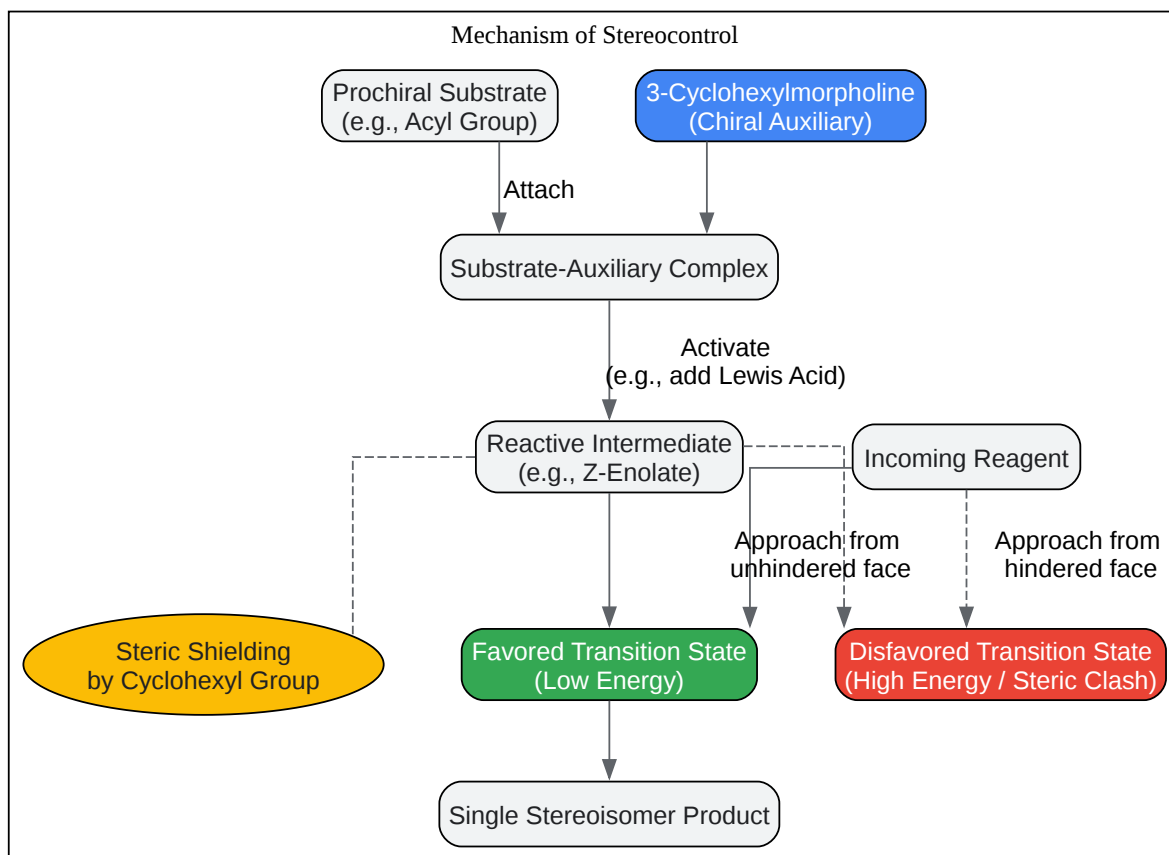 Mechanism of Stereocontrol
Prochiral Substrate
(e.g., Acyl Group)
3-Cyclohexylmorpholine
(Chiral Auxiliary)
Attach
Substrate-Auxiliary Complex
Activate
(e.g., add Lewis Acid)
Reactive Intermediate
(e.g., Z-Enolate)
Incoming Reagent
Approach from
unhindered face
Approach from
hindered face
Steric Shielding
by Cyclohexyl Group
Favored Transition State
(Low Energy)
Disfavored Transition State
(High Energy / Steric Clash)
Single Stereoisomer Product